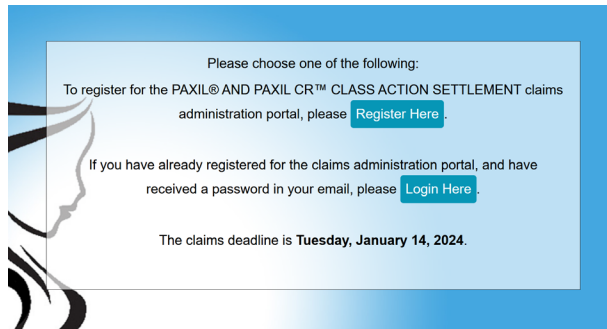 Please choose one of the following:
To register for the PAXIL® AND PAXIL CR™ CLASS ACTION SETTLEMENT claims
administration portal, please Register Here.
If you have already registered for the claims administration portal, and have
received a password in your email, please Login Here.
The claims deadline is Tuesday, January 14, 2024.